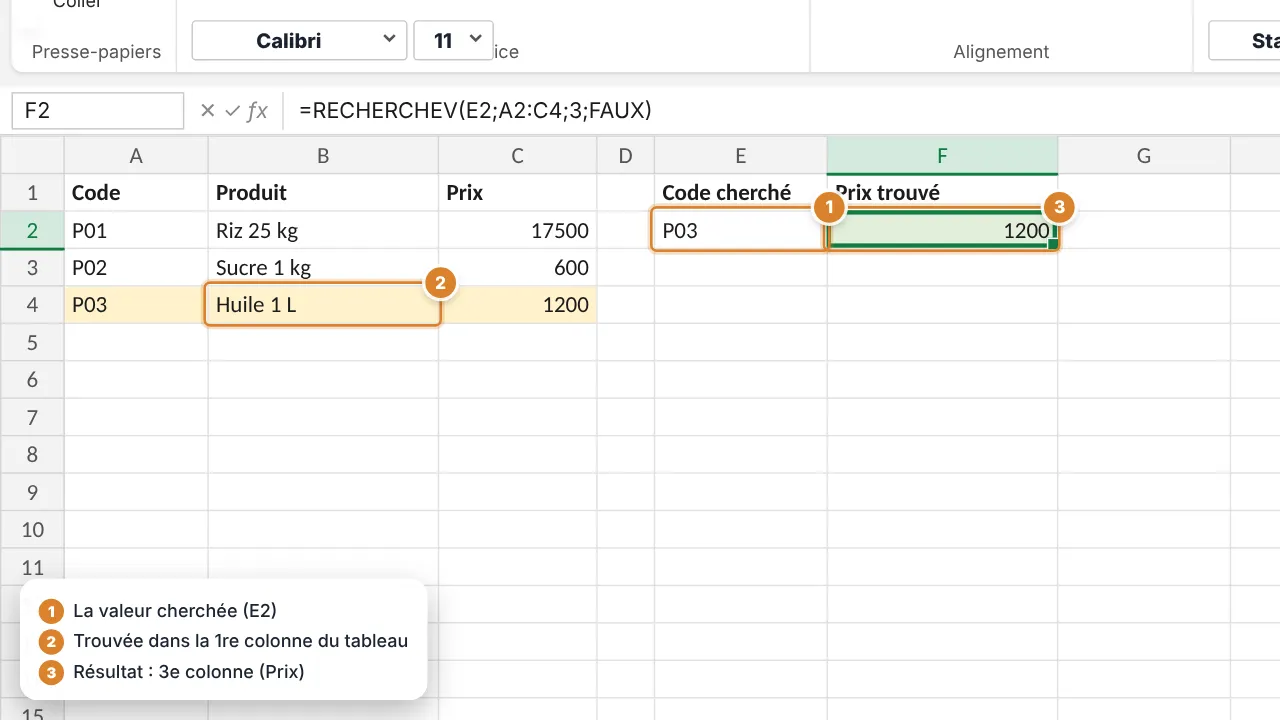 Coller
Presse-papiers
Calibri
11
ice
Alignement
Sta
F2
fx
=RECHERCHEV(E2;A2:C4;3;FAUX)
A B C D E F G
1 Code Produit Prix Code cherché Prix trouvé
2 P01 Riz 25 kg 17500 P03 1 1200 3
3 P02 Sucre 1 kg 600
4 P03 Huile 1 L 2 1200
5
6
7
8
9
10
11
1 La valeur cherchée (E2)
2 Trouvée dans la 1re colonne du tableau
3 Résultat : 3e colonne (Prix)
15